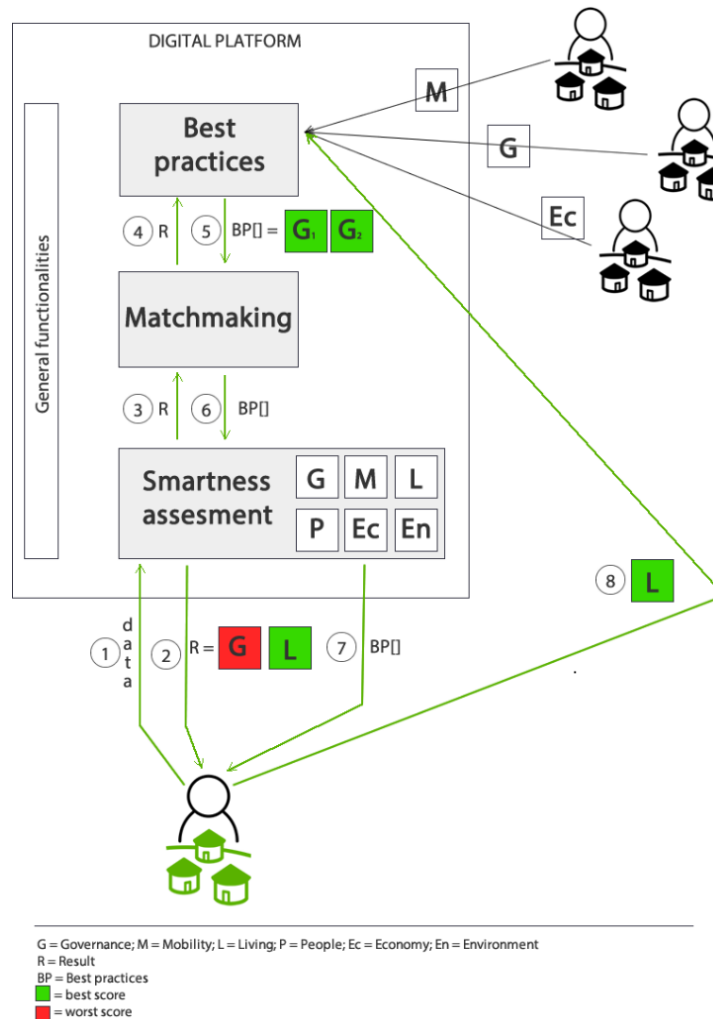 DIGITAL PLATFORM
General functionalities
M
G
Ec
Best
practices
4 R
5 BP[] = G₁ G₂
Matchmaking
3 R
6 BP[]
Smartness
assesment
G M L
P Ec En
8 L
1 data
2 R = G L
7 BP[]
G = Governance; M = Mobility; L = Living; P = People; Ec = Economy; En = Environment
R = Result
BP = Best practices
= best score
= worst score